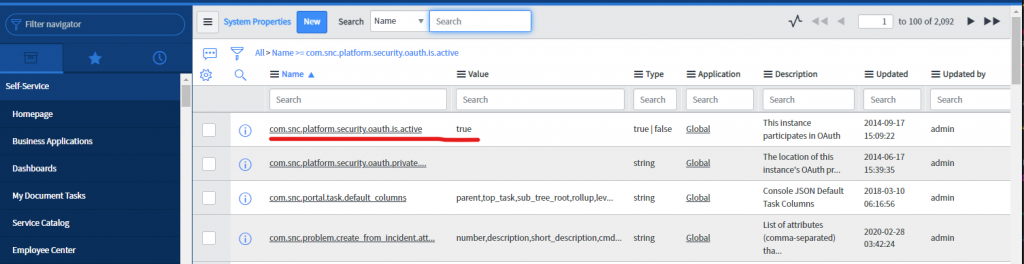 Filter navigator
System Properties New Search Name Search 1 to 100 of 2,092
All > Name >= com.snc.platform.security.oauth.is.active
Self-Service
Homepage
Business Applications
Dashboards
My Document Tasks
Service Catalog
Employee Center
Name Value Type Application Description Updated Updated by
Search Search Search Search Search Search Search
com.snc.platform.security.oauth.is.active true true | false Global This instance participates in OAuth 2014-09-17 15:09:22 admin
com.snc.platform.security.oauth.private.... string Global The location of this instance's OAuth pr... 2014-06-17 15:39:35 admin
com.snc.portal.task.default_columns parent,top_task,sub_tree_root,rollup,lev... string Global Console JSON Default Task Columns 2018-03-10 06:16:56 admin
com.snc.problem.create_from_incident.att... number,description,short_description,cmd... string Global List of attributes (comma-separated) tha... 2020-02-28 03:42:24 admin